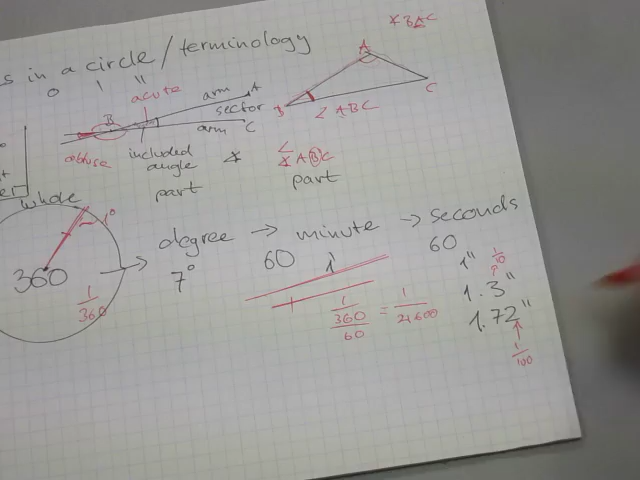 s in a circle / terminology
o ' "
acute
arm A
B
sector
arm C
obtuse
included
angle
part
∢
∠
∢ ABC
part
∢ BAC
A
B
C
∠ ABC
whole
1°
360
1/360
degree → minute → seconds
7°
60
1'
60
1"
1/10
1.3"
1.72"
1/100
1/360/60 = 1/21600